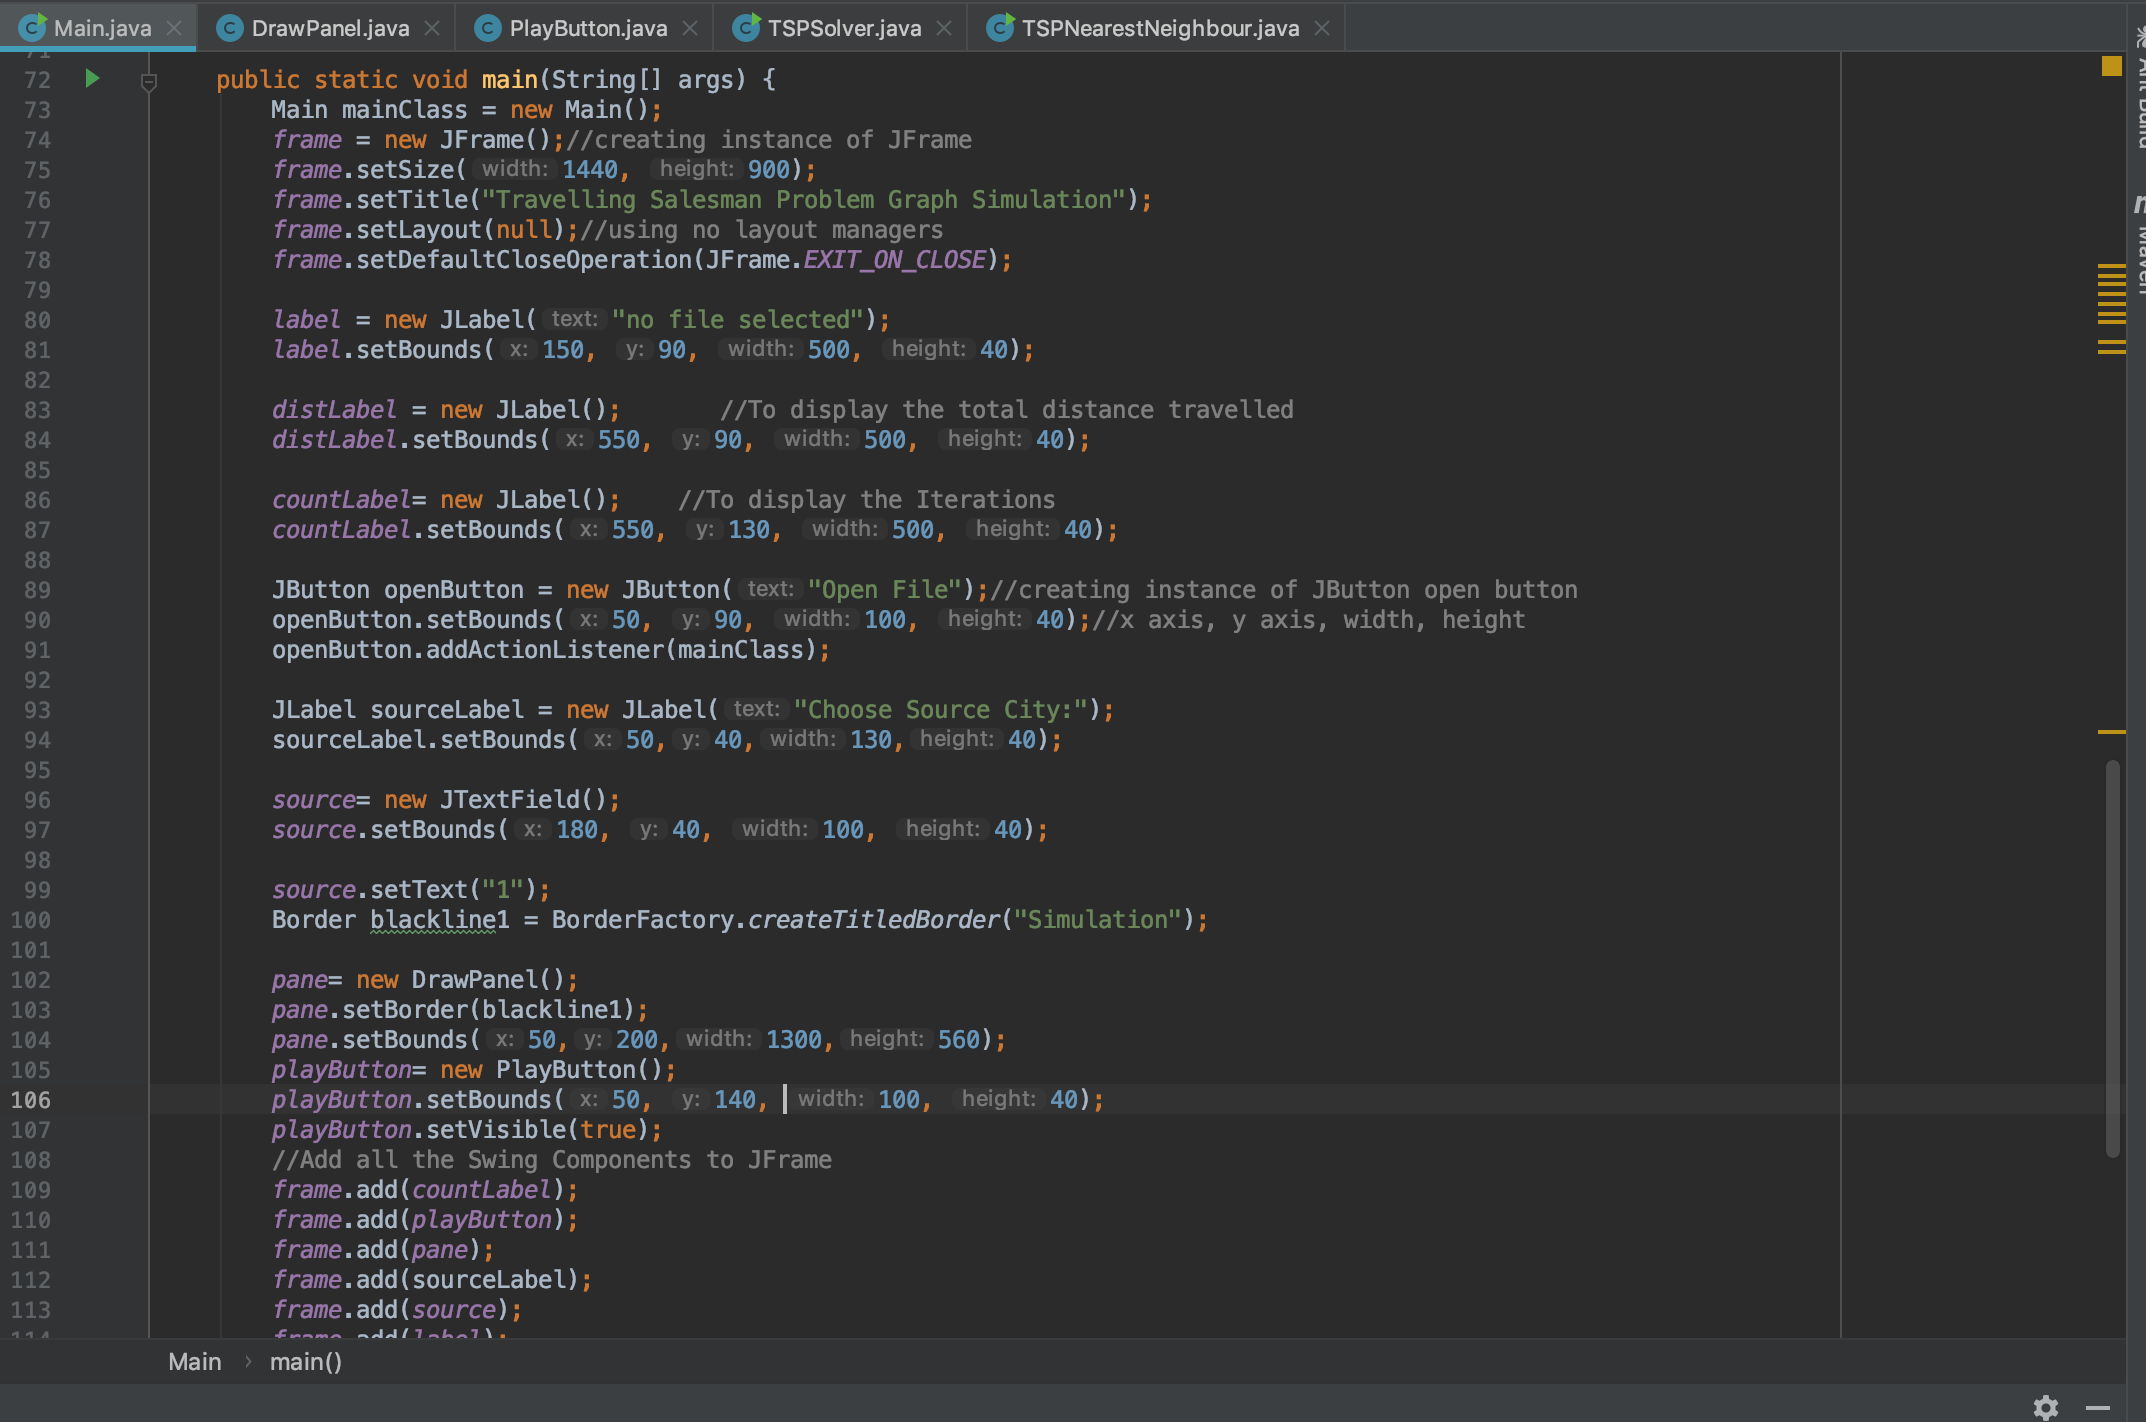 Main.java DrawPanel.java PlayButton.java TSPSolver.java TSPNearestNeighbour.java
71
72 public static void main(String[] args) {
73 Main mainClass = new Main();
74 frame = new JFrame();//creating instance of JFrame
75 frame.setSize( width: 1440, height: 900);
76 frame.setTitle("Travelling Salesman Problem Graph Simulation");
77 frame.setLayout(null);//using no layout managers
78 frame.setDefaultCloseOperation(JFrame.EXIT_ON_CLOSE);
79
80 label = new JLabel( text: "no file selected");
81 label.setBounds( x: 150, y: 90, width: 500, height: 40);
82
83 distLabel = new JLabel(); //To display the total distance travelled
84 distLabel.setBounds( x: 550, y: 90, width: 500, height: 40);
85
86 countLabel= new JLabel(); //To display the Iterations
87 countLabel.setBounds( x: 550, y: 130, width: 500, height: 40);
88
89 JButton openButton = new JButton( text: "Open File");//creating instance of JButton open button
90 openButton.setBounds( x: 50, y: 90, width: 100, height: 40);//x axis, y axis, width, height
91 openButton.addActionListener(mainClass);
92
93 JLabel sourceLabel = new JLabel( text: "Choose Source City:");
94 sourceLabel.setBounds( x: 50, y: 40, width: 130, height: 40);
95
96 source= new JTextField();
97 source.setBounds( x: 180, y: 40, width: 100, height: 40);
98
99 source.setText("1");
100 Border blackline1 = BorderFactory.createTitledBorder("Simulation");
101
102 pane= new DrawPanel();
103 pane.setBorder(blackline1);
104 pane.setBounds( x: 50, y: 200, width: 1300, height: 560);
105 playButton= new PlayButton();
106 playButton.setBounds( x: 50, y: 140, width: 100, height: 40);
107 playButton.setVisible(true);
108 //Add all the Swing Components to JFrame
109 frame.add(countLabel);
110 frame.add(playButton);
111 frame.add(pane);
112 frame.add(sourceLabel);
113 frame.add(source);
114 frame.add(label);
Main › main()
Ant Build
Maven